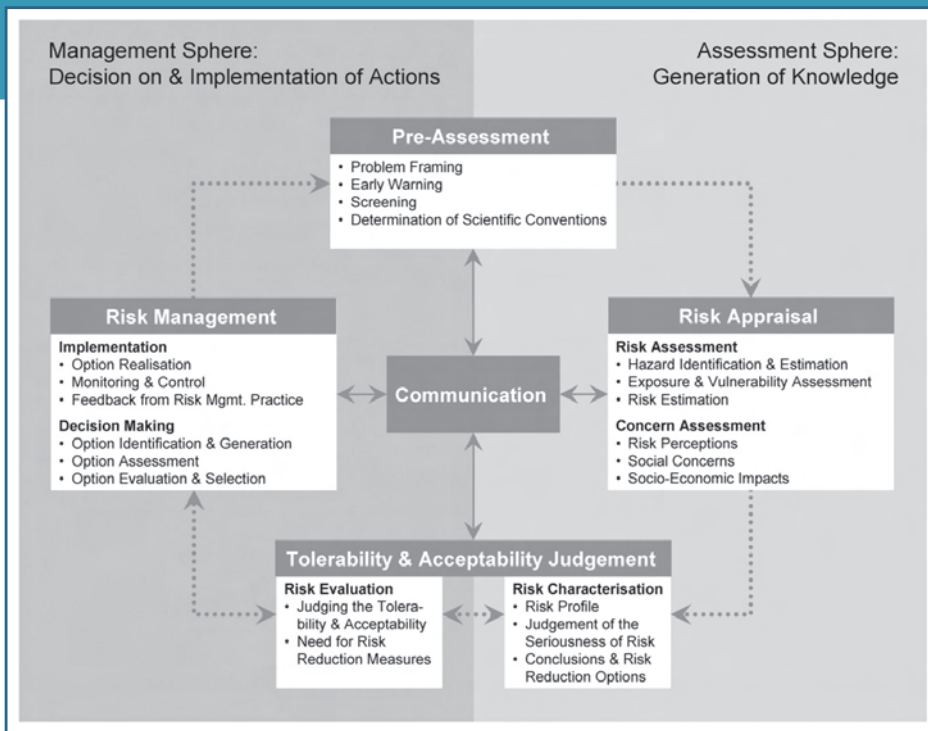 Management Sphere:
Decision on & Implementation of Actions
Assessment Sphere:
Generation of Knowledge
Pre-Assessment
• Problem Framing
• Early Warning
• Screening
• Determination of Scientific Conventions
Risk Management
Implementation
• Option Realisation
• Monitoring & Control
• Feedback from Risk Mgmt. Practice
Decision Making
• Option Identification & Generation
• Option Assessment
• Option Evaluation & Selection
Communication
Risk Appraisal
Risk Assessment
• Hazard Identification & Estimation
• Exposure & Vulnerability Assessment
• Risk Estimation
Concern Assessment
• Risk Perceptions
• Social Concerns
• Socio-Economic Impacts
Tolerability & Acceptability Judgement
Risk Evaluation
• Judging the Tolera-
bility & Acceptability
• Need for Risk
Reduction Measures
Risk Characterisation
• Risk Profile
• Judgement of the
Seriousness of Risk
• Conclusions & Risk
Reduction Options